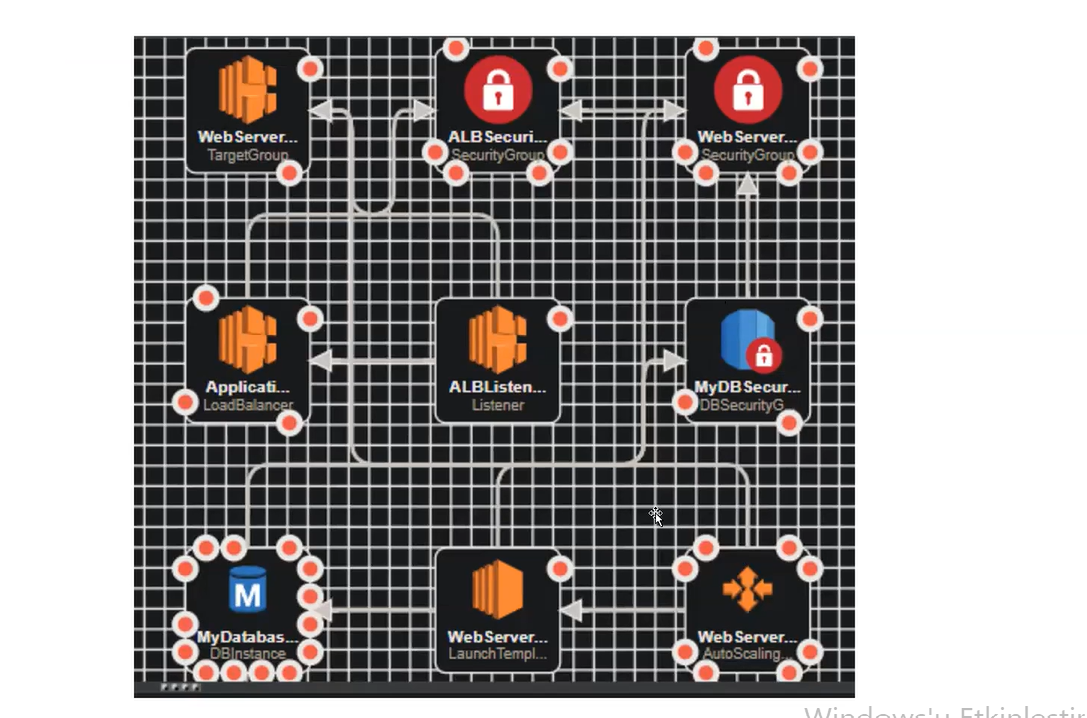 WebServer...
TargetGroup
ALBSecuri...
SecurityGroup
WebServer...
SecurityGroup
Applicati...
LoadBalancer
ALBListen...
Listener
MyDBSecur...
DBSecurityG...
M
MyDatabas...
DBInstance
WebServer...
LaunchTempl...
WebServer...
AutoScaling...
Windows'u Etkinleştir